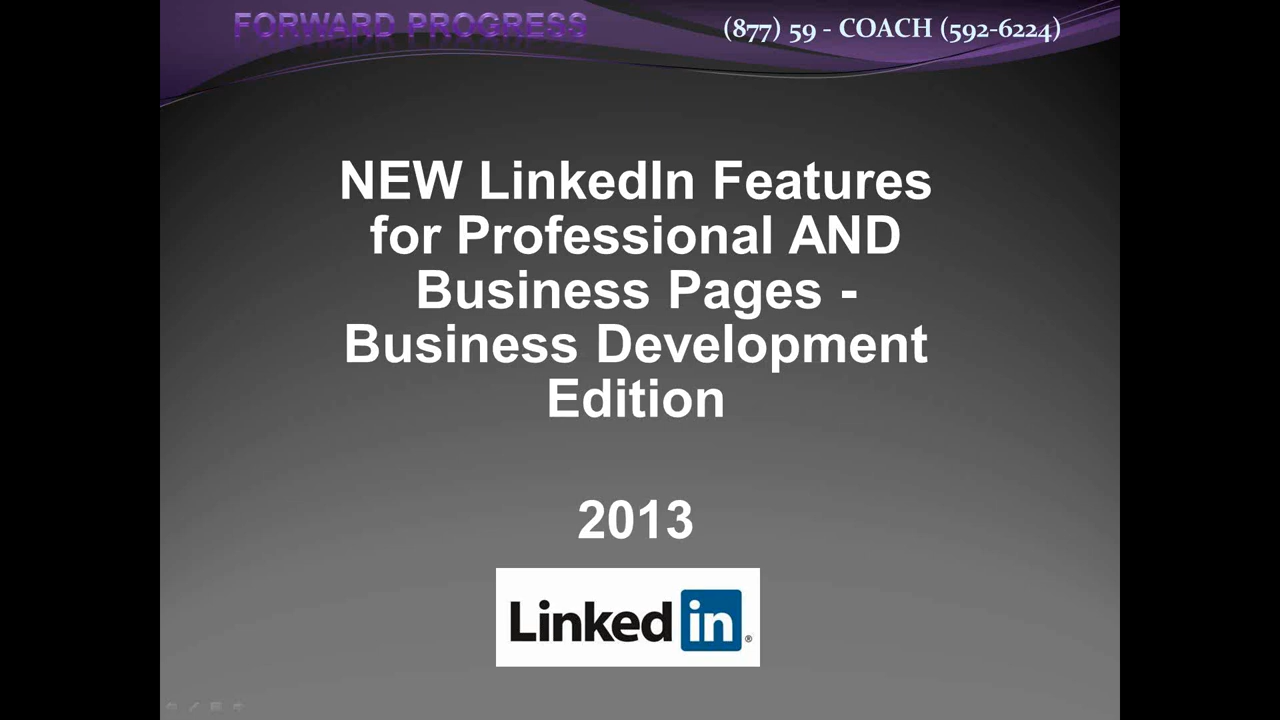 FORWARD PROGRESS
(877) 59 - COACH (592-6224)
NEW LinkedIn Features
for Professional AND
Business Pages -
Business Development
Edition
2013
Linked in ®